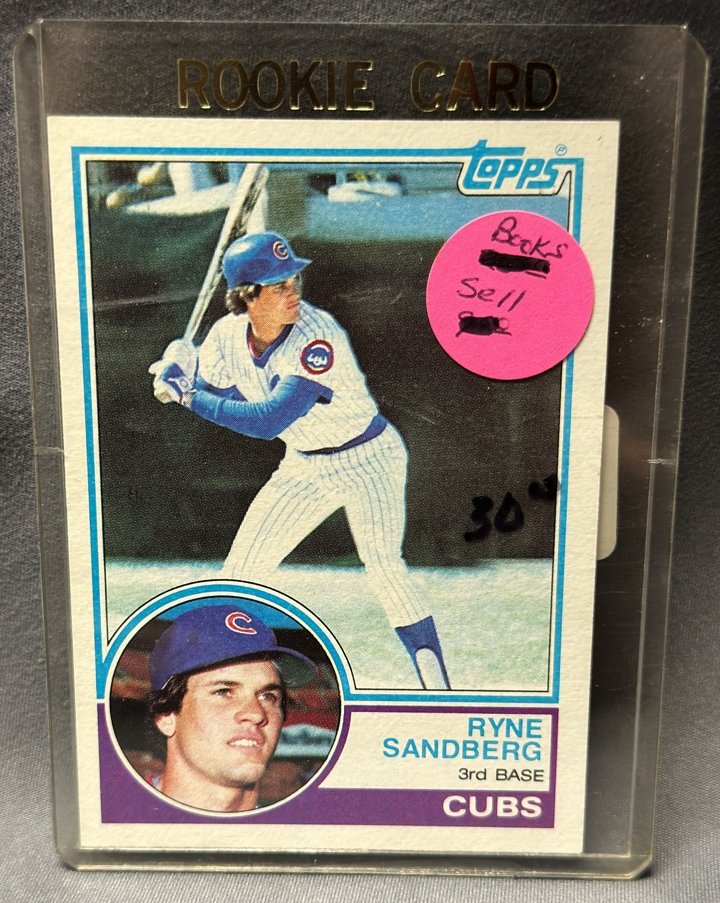 ROOKIE CARD
TOPPS
Books
Sell
30
RYNE
SANDBERG
3rd BASE
CUBS